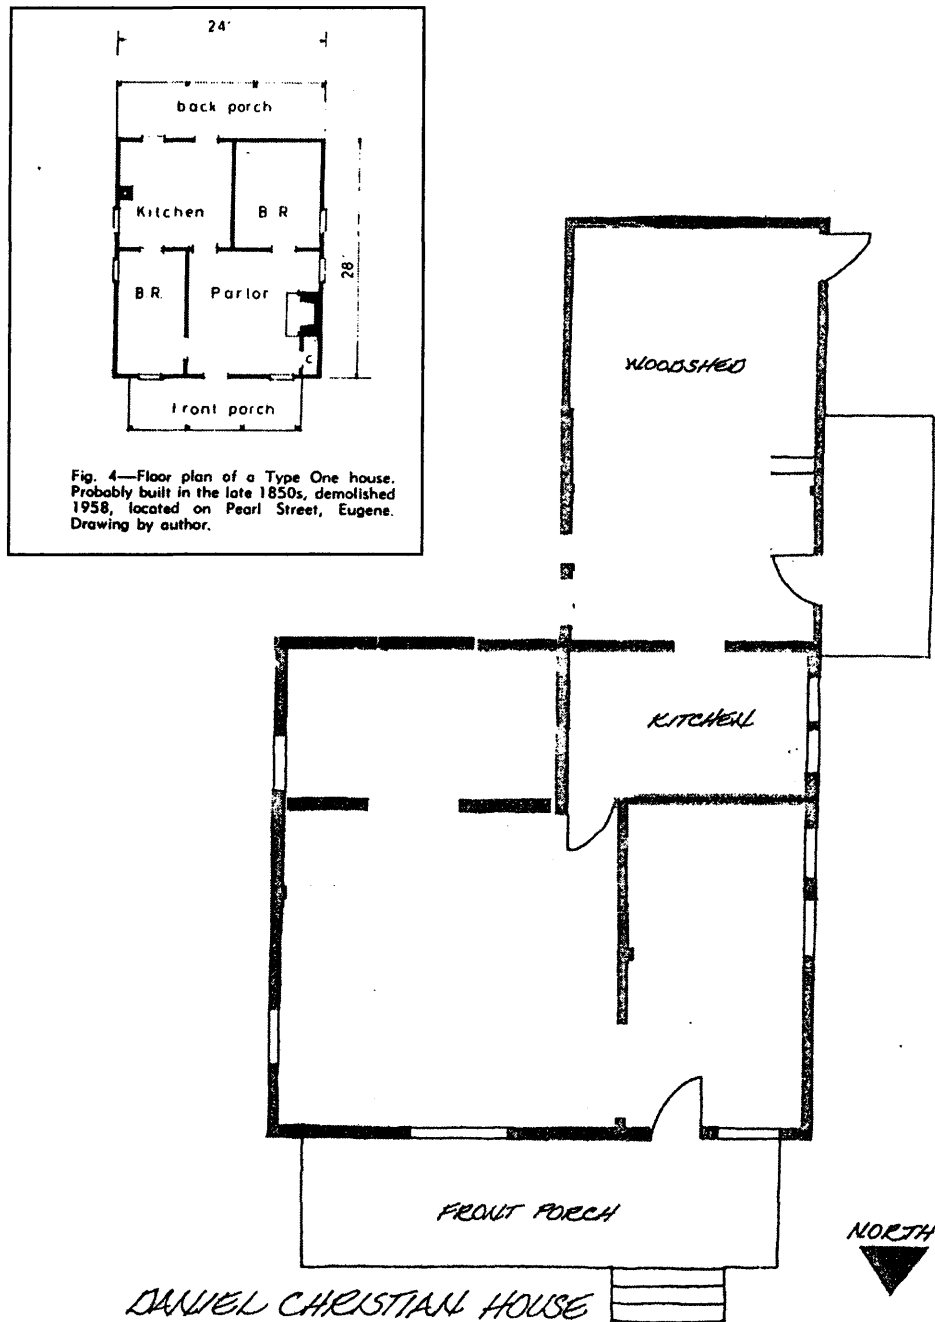 24'
back porch
Kitchen
B R
28'
B.R.
Parlor
c
front porch
Fig. 4—Floor plan of a Type One house.
Probably built in the late 1850s, demolished
1958, located on Pearl Street, Eugene.
Drawing by author.
WOODSHED
KITCHEN
FRONT PORCH
NORTH
DANIEL CHRISTIAN HOUSE